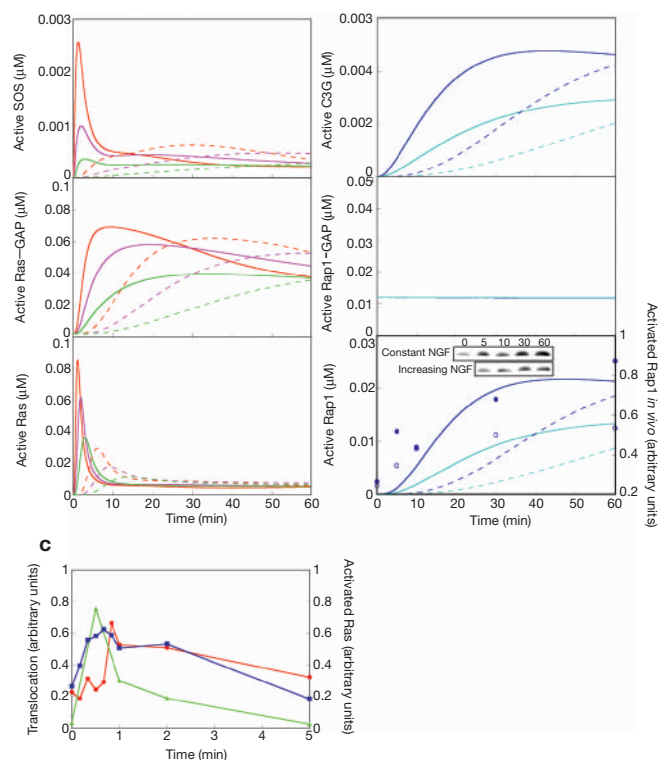 0.003
0.002
0.001
0
Active SOS (μM)
0.1
0.08
0.06
0.04
0.02
0
Active Ras–GAP (μM)
0.1
0.08
0.06
0.04
0.02
0
Active Ras (μM)
0 10 20 30 40 50 60
Time (min)
0.003
0.004
0.002
0
Active C3G (μM)
0.05
0.04
0.03
0.02
0.01
0
Active Rap1-GAP (μM)
0 5 10 30 60
Constant NGF
Increasing NGF
0.03
0.02
0.01
0
Active Rap1 (μM)
1
0.8
0.6
0.4
0.2
Activated Rap1 in vivo (arbitrary units)
0 10 20 30 40 50 60
Time (min)
c
1
0.8
0.6
0.4
0.2
0
Translocation (arbitrary units)
1
0.8
0.6
0.4
0.2
0
Activated Ras (arbitrary units)
0 1 2 3 4 5
Time (min)